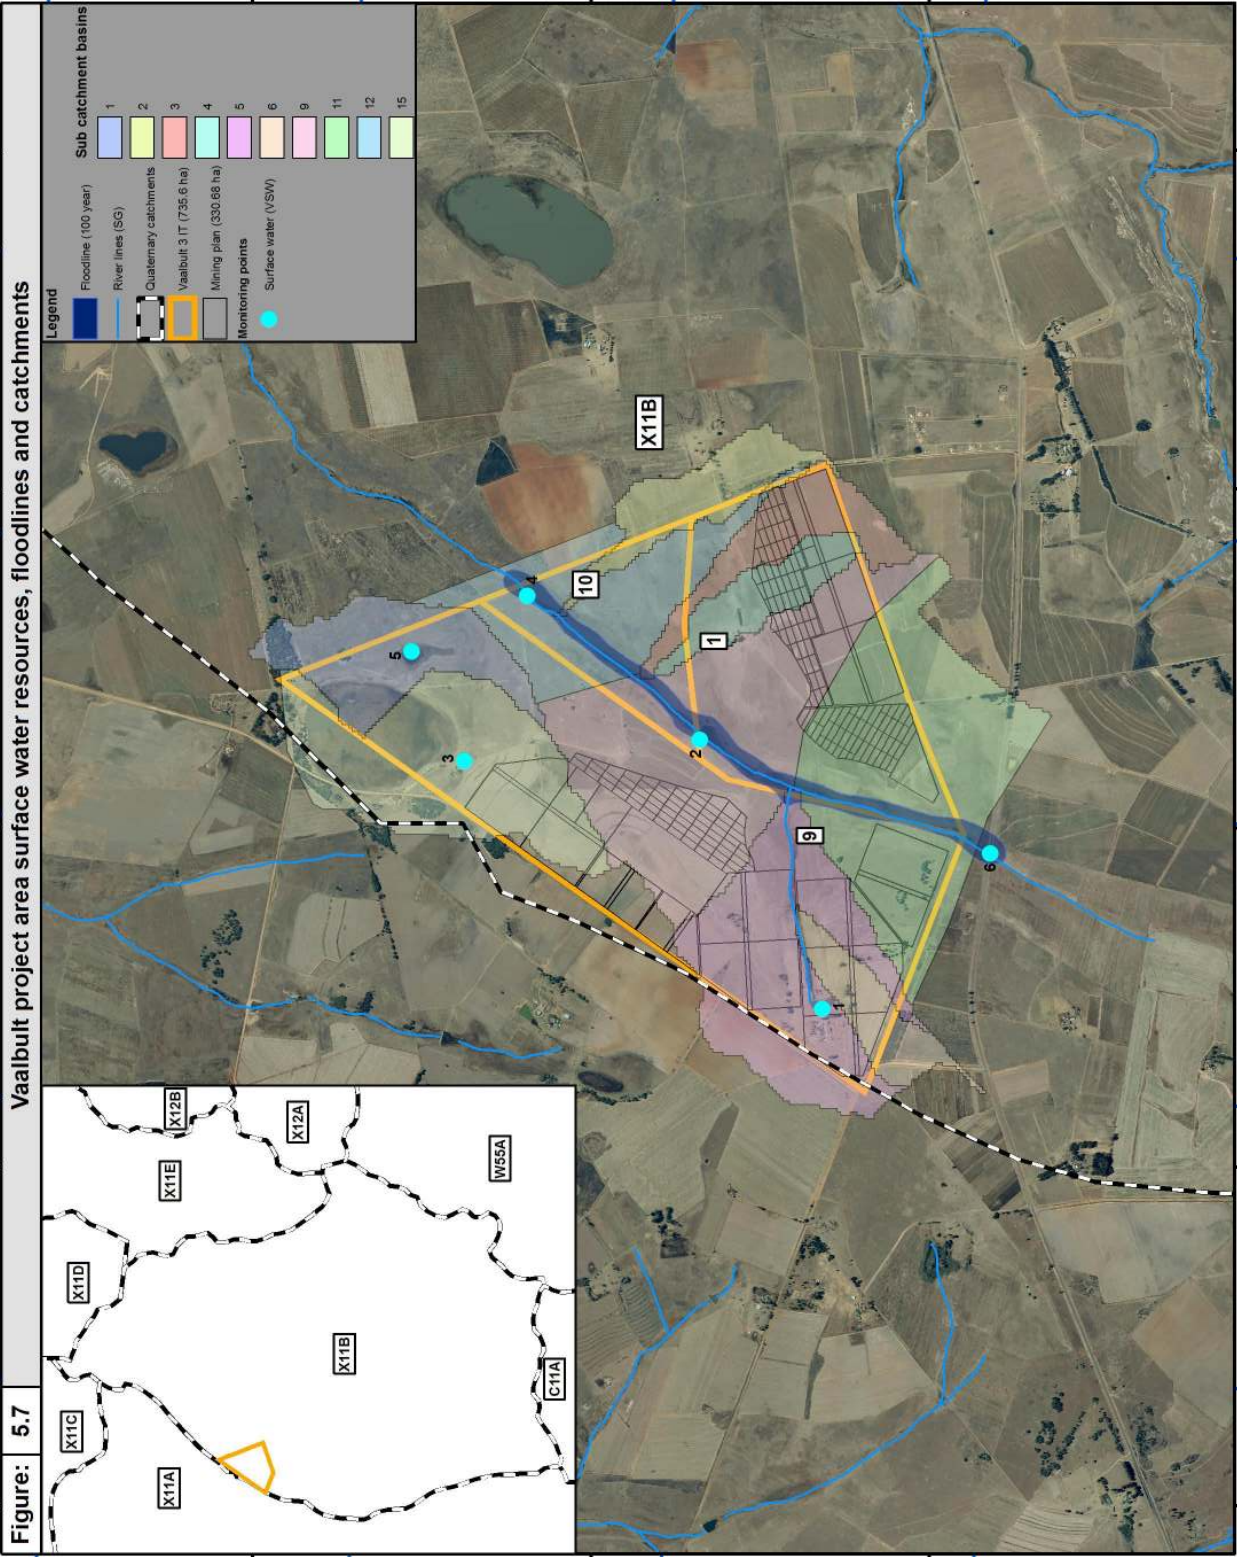 Figure: 5.7
Vaalbult project area surface water resources, floodlines and catchments
X11C
X11D
X11E
X12B
X11A
X12A
X11B
W55A
C11A
Legend
Floodline (100 year)
River lines (SG)
Quaternary catchments
Vaalbult 3 IT (735.6 ha)
Mining plan (330.68 ha)
Monitoring points
Surface water (VSW)
Sub catchment basins
1
2
3
4
5
6
9
11
12
15
5
3
4
10
X11B
2
1
9
1
6